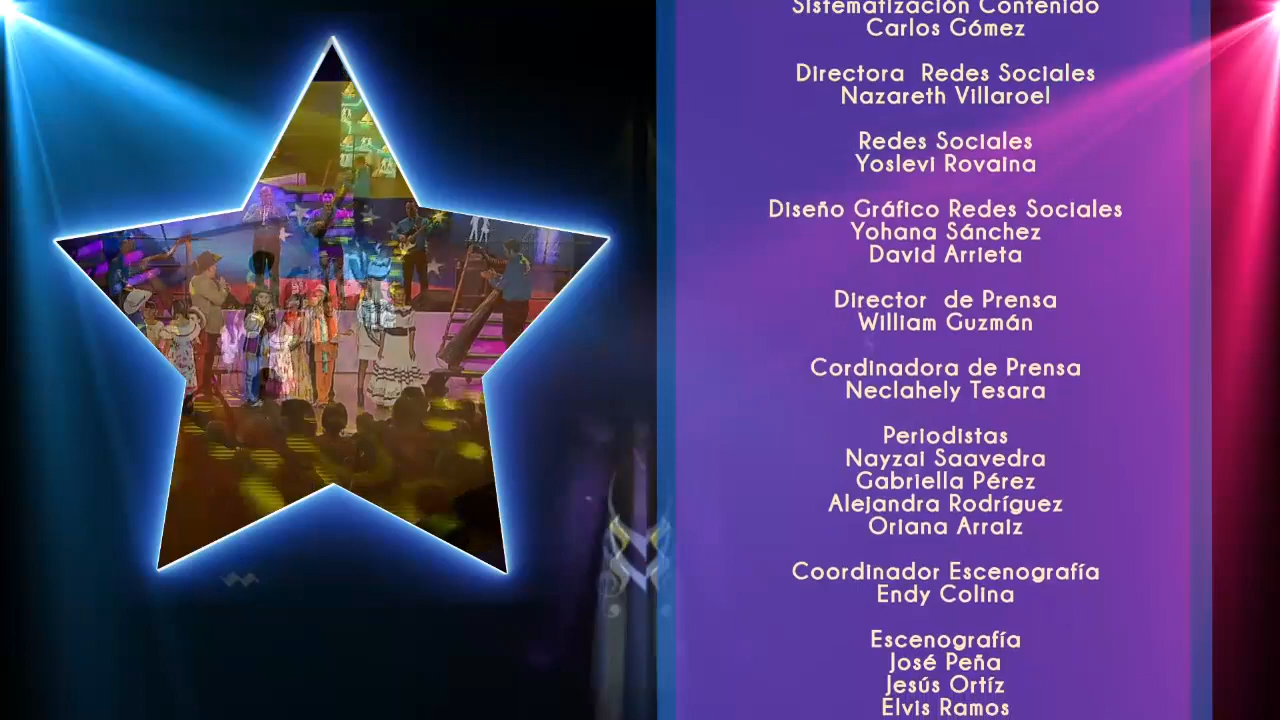 Sistematización Contenido
Carlos Gómez
Directora Redes Sociales
Nazareth Villaroel
Redes Sociales
Yoslevi Rovaina
Diseño Gráfico Redes Sociales
Yohana Sánchez
David Arrieta
Director de Prensa
William Guzmán
Cordinadora de Prensa
Neclahely Tesara
Periodistas
Nayzai Saavedra
Gabriella Pérez
Alejandra Rodríguez
Oriana Arraiz
Coordinador Escenografía
Endy Colina
Escenografía
José Peña
Jesús Ortíz
Elvis Ramos